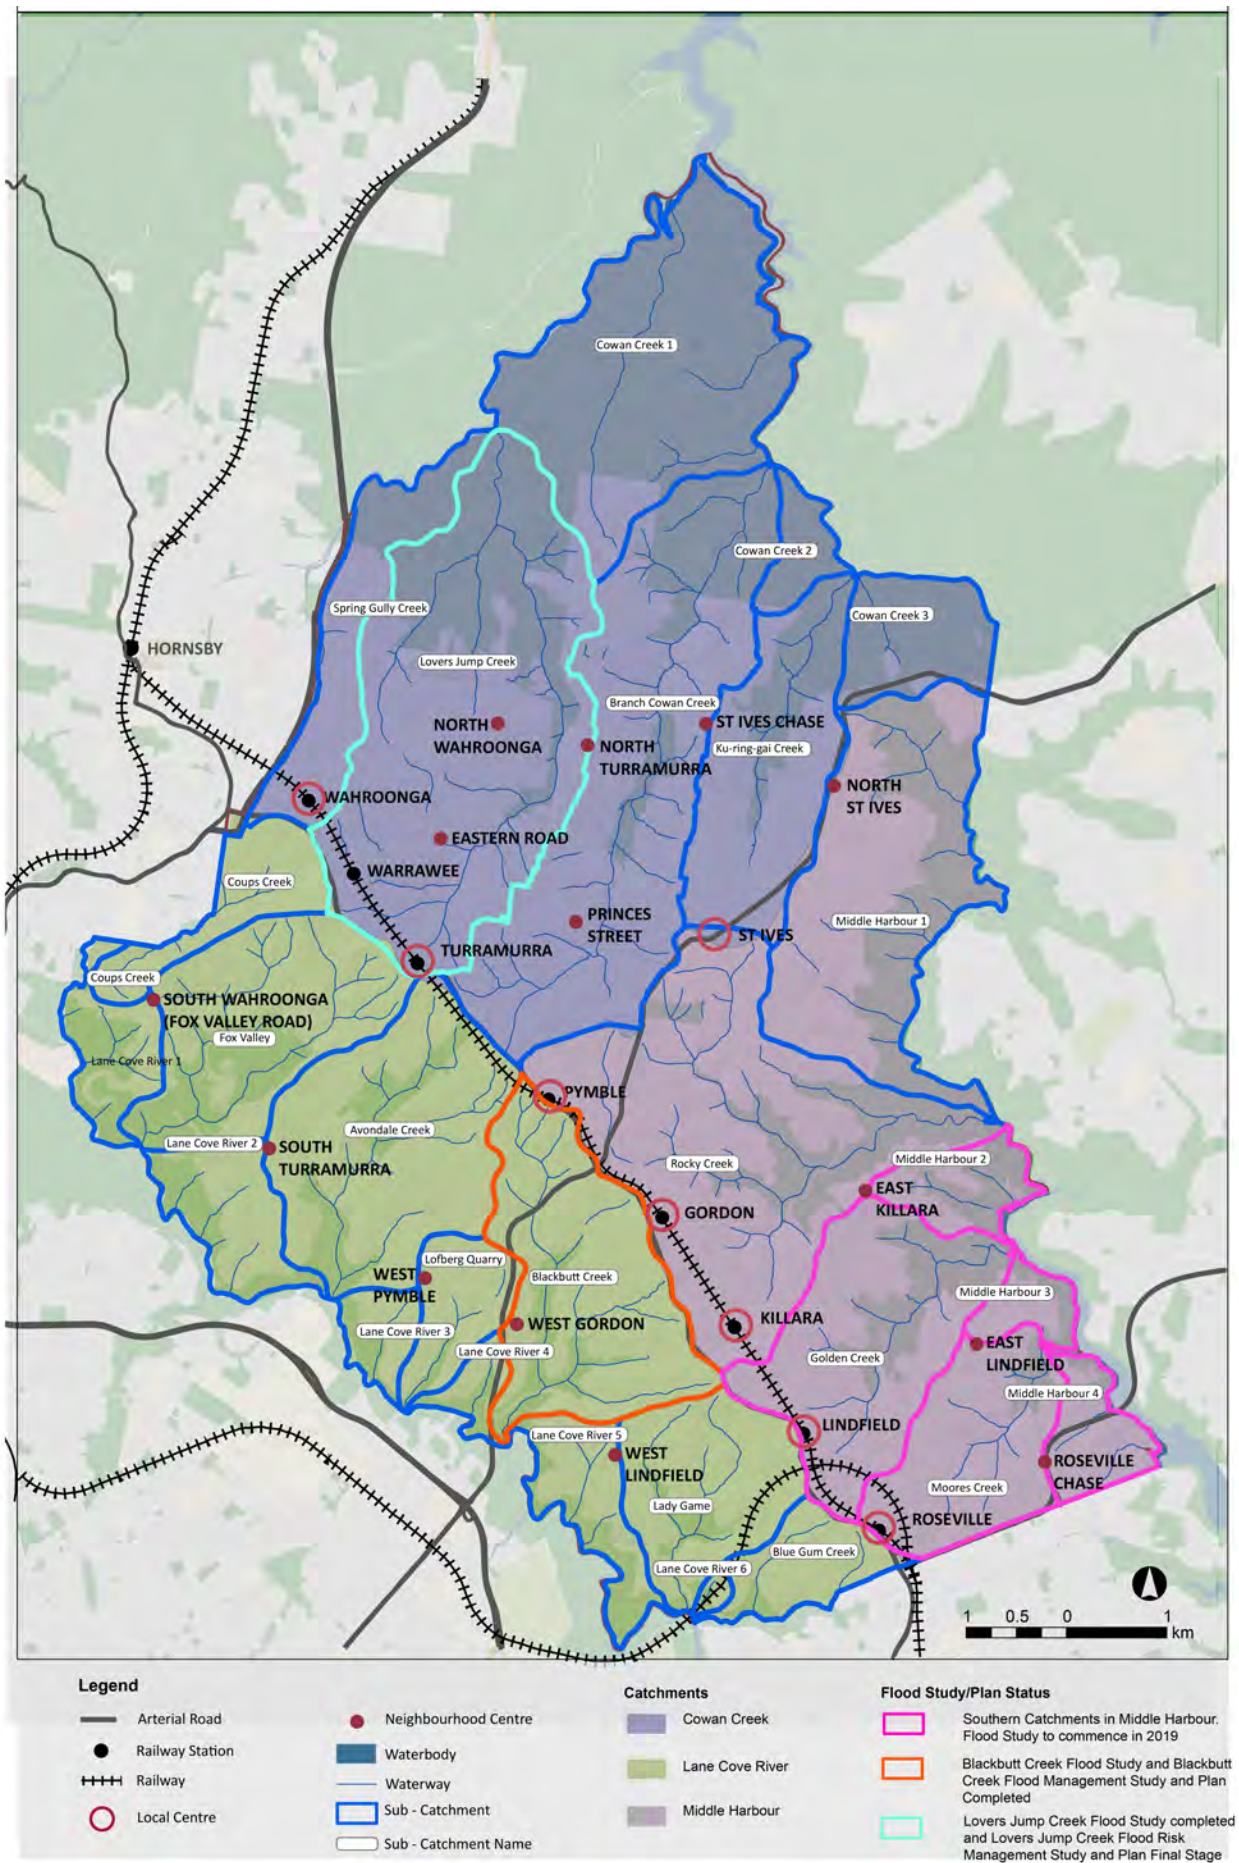 Cowan Creek 1
Cowan Creek 2
Spring Gully Creek
Cowan Creek 3
HORNSBY
Lovers Jump Creek
Branch Cowan Creek
NORTH
WAHROONGA
ST IVES CHASE
NORTH
TURRAMURRA
Ku-ring-gai Creek
NORTH
ST IVES
WAHROONGA
EASTERN ROAD
WARRAWEE
Coups Creek
PRINCES
STREET
Middle Harbour 1
ST IVES
TURRAMURRA
Coups Creek
SOUTH WAHROONGA
(FOX VALLEY ROAD)
Fox Valley
Lane Cove River 1
PYMBLE
Avondale Creek
Lane Cove River 2
SOUTH
TURRAMURRA
Rocky Creek
Middle Harbour 2
EAST
KILLARA
GORDON
Lofberg Quarry
WEST
PYMBLE
Blackbutt Creek
Middle Harbour 3
KILLARA
WEST GORDON
Lane Cove River 3
Lane Cove River 4
EAST
LINDFIELD
Golden Creek
Middle Harbour 4
LINDFIELD
Lane Cove River 5
WEST
LINDFIELD
ROSEVILLE
CHASE
Moores Creek
Lady Game
ROSEVILLE
Blue Gum Creek
Lane Cove River 6
1 0.5 0 1
km
Legend
Arterial Road
Railway Station
Railway
Local Centre
Neighbourhood Centre
Waterbody
Waterway
Sub - Catchment
Sub - Catchment Name
Catchments
Cowan Creek
Lane Cove River
Middle Harbour
Flood Study/Plan Status
Southern Catchments in Middle Harbour.
Flood Study to commence in 2019
Blackbutt Creek Flood Study and Blackbutt
Creek Flood Management Study and Plan
Completed
Lovers Jump Creek Flood Study completed
and Lovers Jump Creek Flood Risk
Management Study and Plan Final Stage